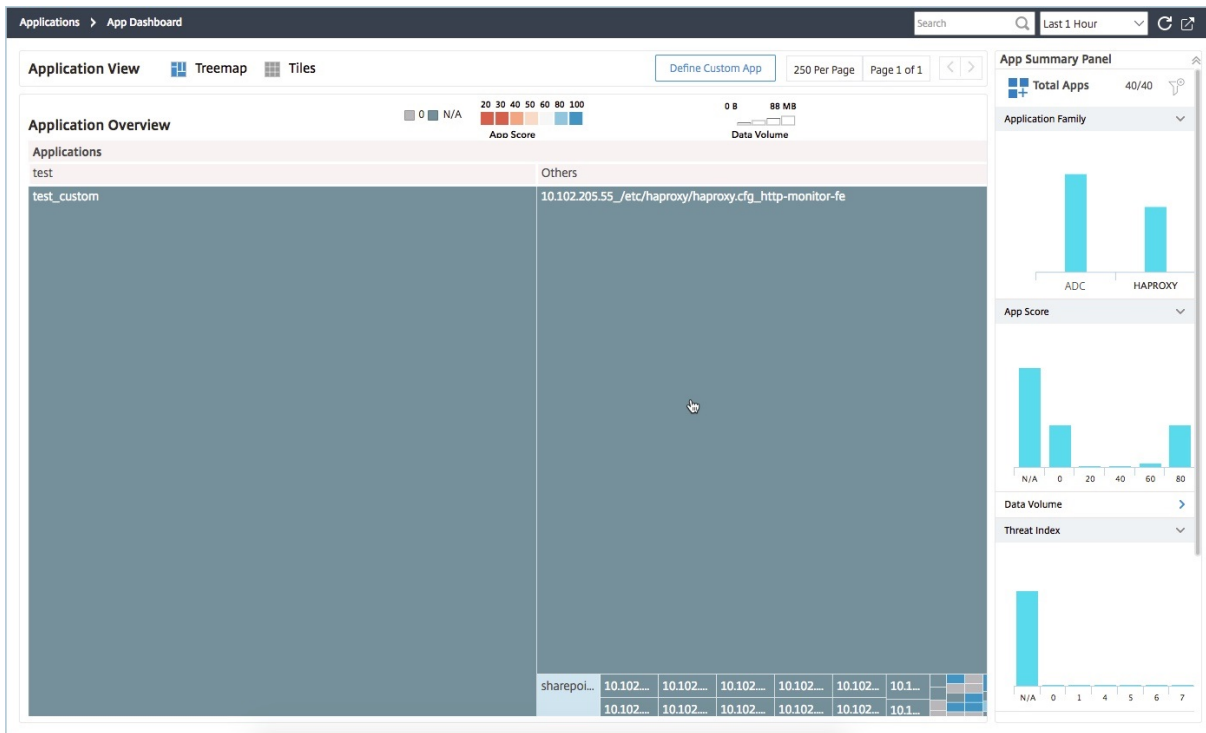 Applications > App Dashboard
Search
Last 1 Hour
Application View
Treemap
Tiles
Define Custom App
250 Per Page
Page 1 of 1
Application Overview
0 N/A
20 30 40 50 60 80 100
App Score
0 B 88 MB
Data Volume
Applications
test
Others
test_custom
10.102.205.55_/etc/haproxy/haproxy.cfg_http-monitor-fe
sharepoi... 10.102.... 10.102.... 10.102.... 10.102.... 10.102... 10.1...
10.102.... 10.102.... 10.102.... 10.102.... 10.102... 10.1...
App Summary Panel
Total Apps 40/40
Application Family
ADC HAPROXY
App Score
N/A 0 20 40 60 80
Data Volume
Threat Index
N/A 0 1 4 5 6 7